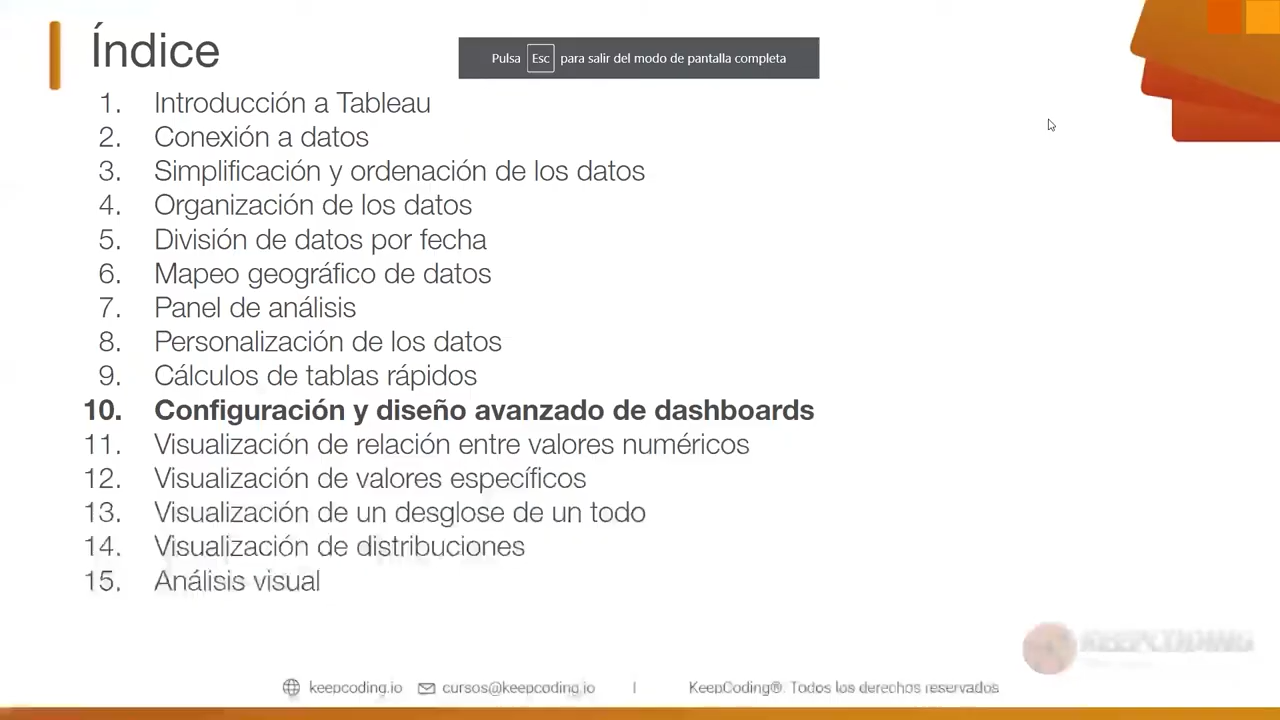 Índice
Pulsa Esc para salir del modo de pantalla completa
1. Introducción a Tableau
2. Conexión a datos
3. Simplificación y ordenación de los datos
4. Organización de los datos
5. División de datos por fecha
6. Mapeo geográfico de datos
7. Panel de análisis
8. Personalización de los datos
9. Cálculos de tablas rápidos
10. Configuración y diseño avanzado de dashboards
11. Visualización de relación entre valores numéricos
12. Visualización de valores específicos
13. Visualización de un desglose de un todo
14. Visualización de distribuciones
15. Análisis visual
KEEPCODING
keepcoding.io cursos@keepcoding.io | KeepCoding®. Todos los derechos reservados